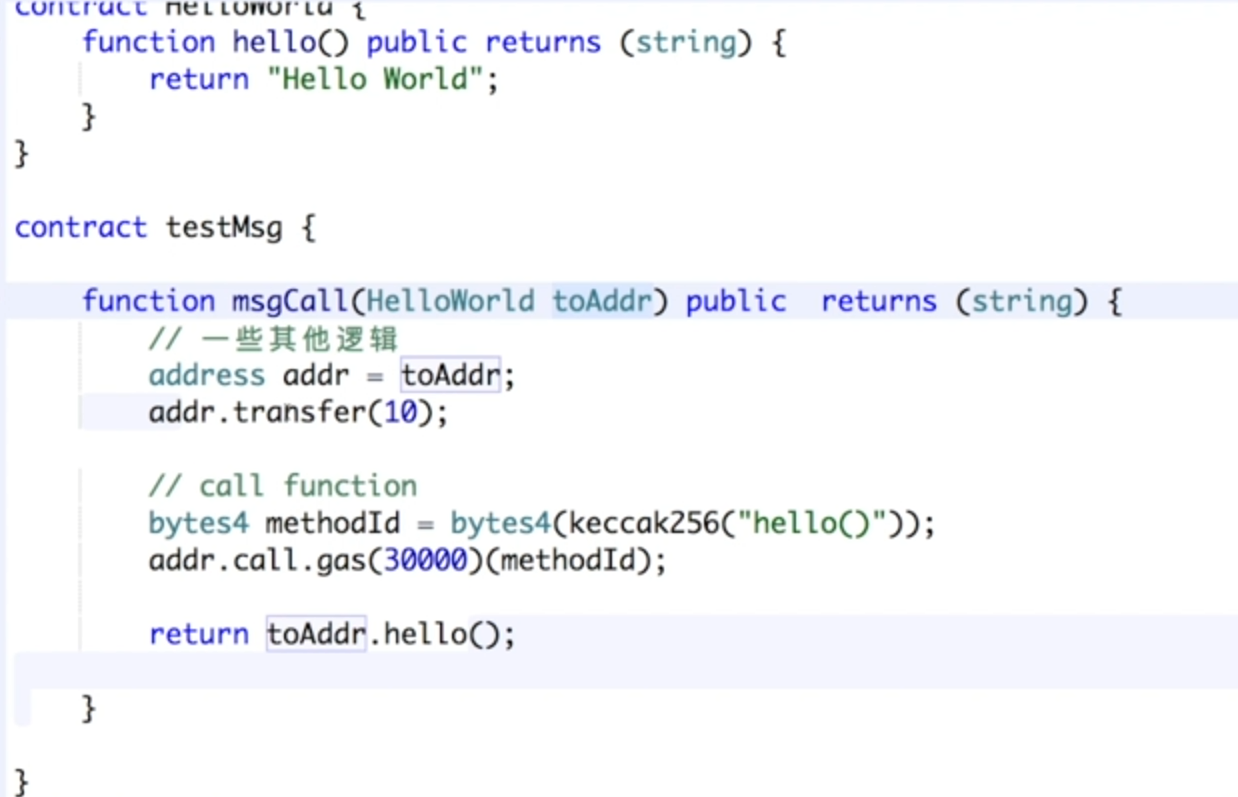 contract HelloWorld {
    function hello() public returns (string) {
        return "Hello World";
    }
}

contract testMsg {

    function msgCall(HelloWorld toAddr) public  returns (string) {
        // 一些其他逻辑
        address addr = toAddr;
        addr.transfer(10);

        // call function
        bytes4 methodId = bytes4(keccak256("hello()"));
        addr.call.gas(30000)(methodId);

        return toAddr.hello();

    }

}